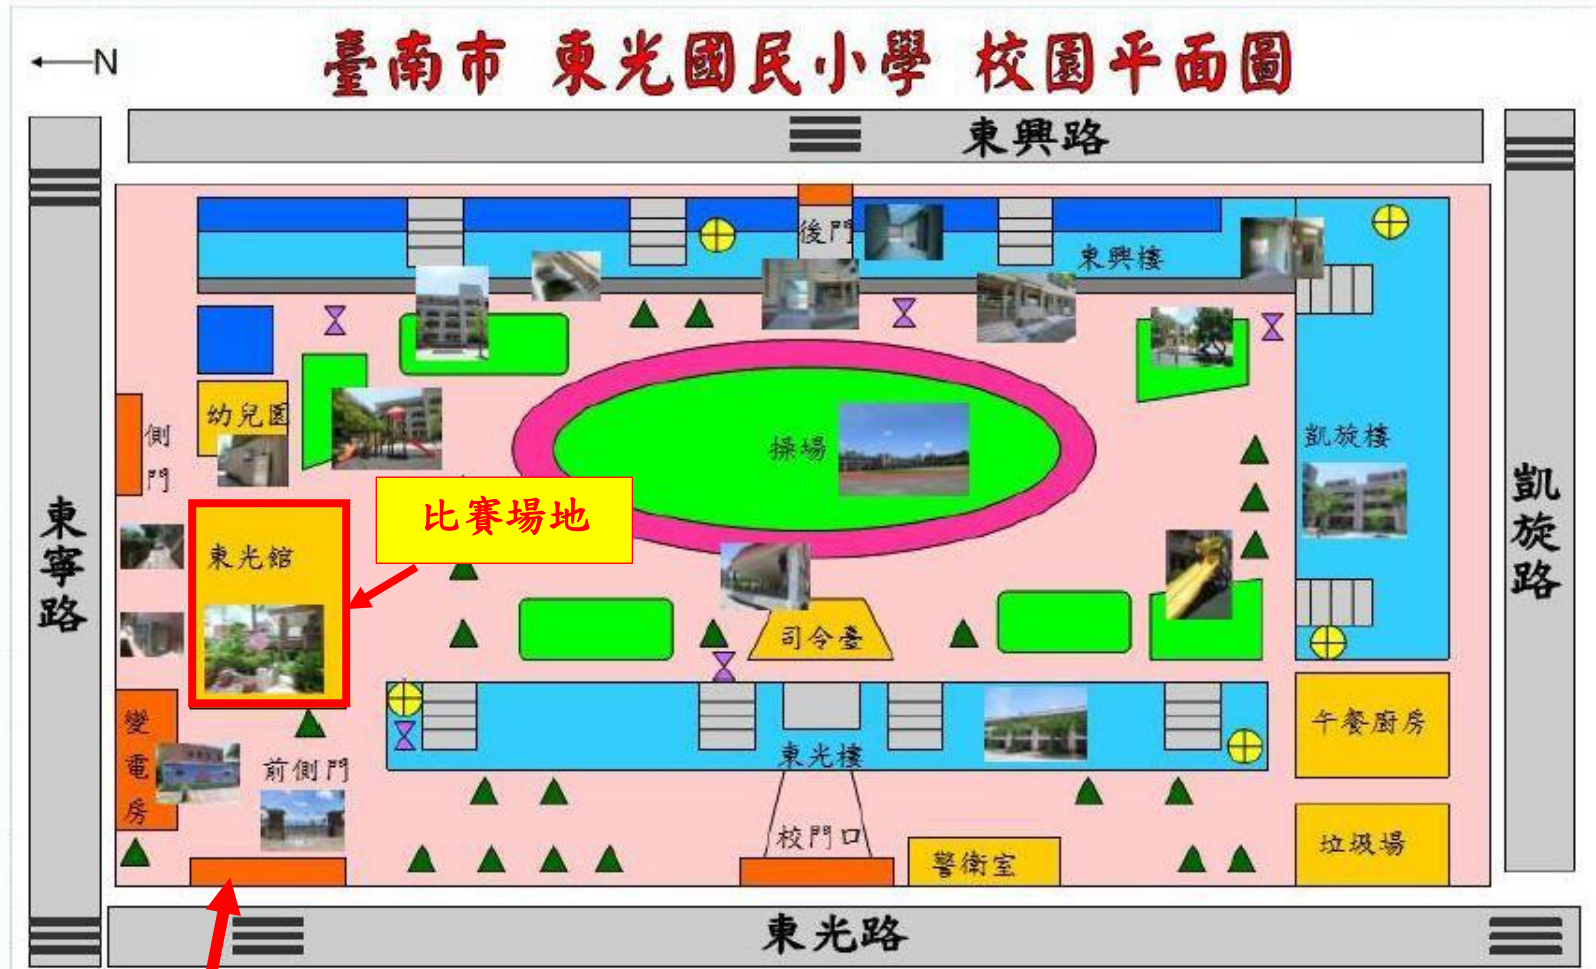 ←N
臺南市 東光國民小學 校園平面圖
東興路
後門
東興樓
幼兒園
側門
操場
凱旋樓
比賽場地
東寧路
凱旋路
東光館
司令臺
變電房
前側門
東光樓
午餐廚房
校門口
警衛室
垃圾場
東光路